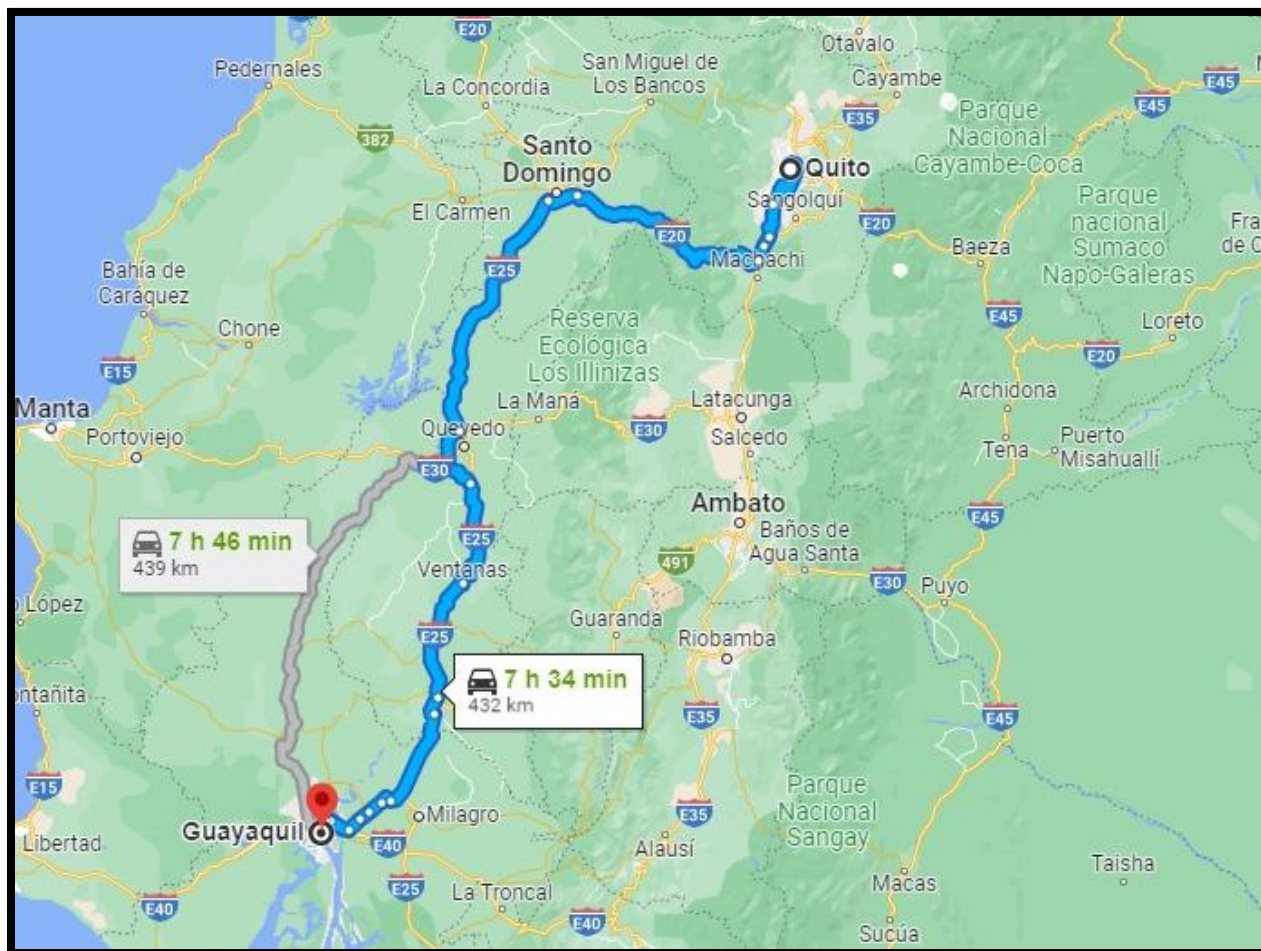 E20
Otavalo
Pedernales
San Miguel de
Los Bancos
Cayambe
La Concordia
E45
E45
E35
Parque
Nacional
Cayambe-Coca
382
Santo
Domingo
Quito
El Carmen
Sangolquí
Parque
nacional
Sumaco
Napo-Galeras
E20
E20
Baeza
Machachi
Bahía de
Caráquez
E25
Chone
Reserva
Ecológica
Los Illinizas
E45
Loreto
E20
E15
Manta
La Maná
Latacunga
Archidona
Portoviejo
Quevedo
E30
Salcedo
Tena
Puerto
Misahuallí
E30
Ambato
E45
7 h 46 min
439 km
E25
Baños de
Agua Santa
491
Ventanas
E30
Puyo
López
Guaranda
E25
Riobamba
7 h 34 min
432 km
E35
E45
E15
Parque
Nacional
Sangay
Guayaquil
Milagro
E35
Libertad
E40
Alausí
Taisha
E25
Macas
E40
La Troncal
E40
Sucúa